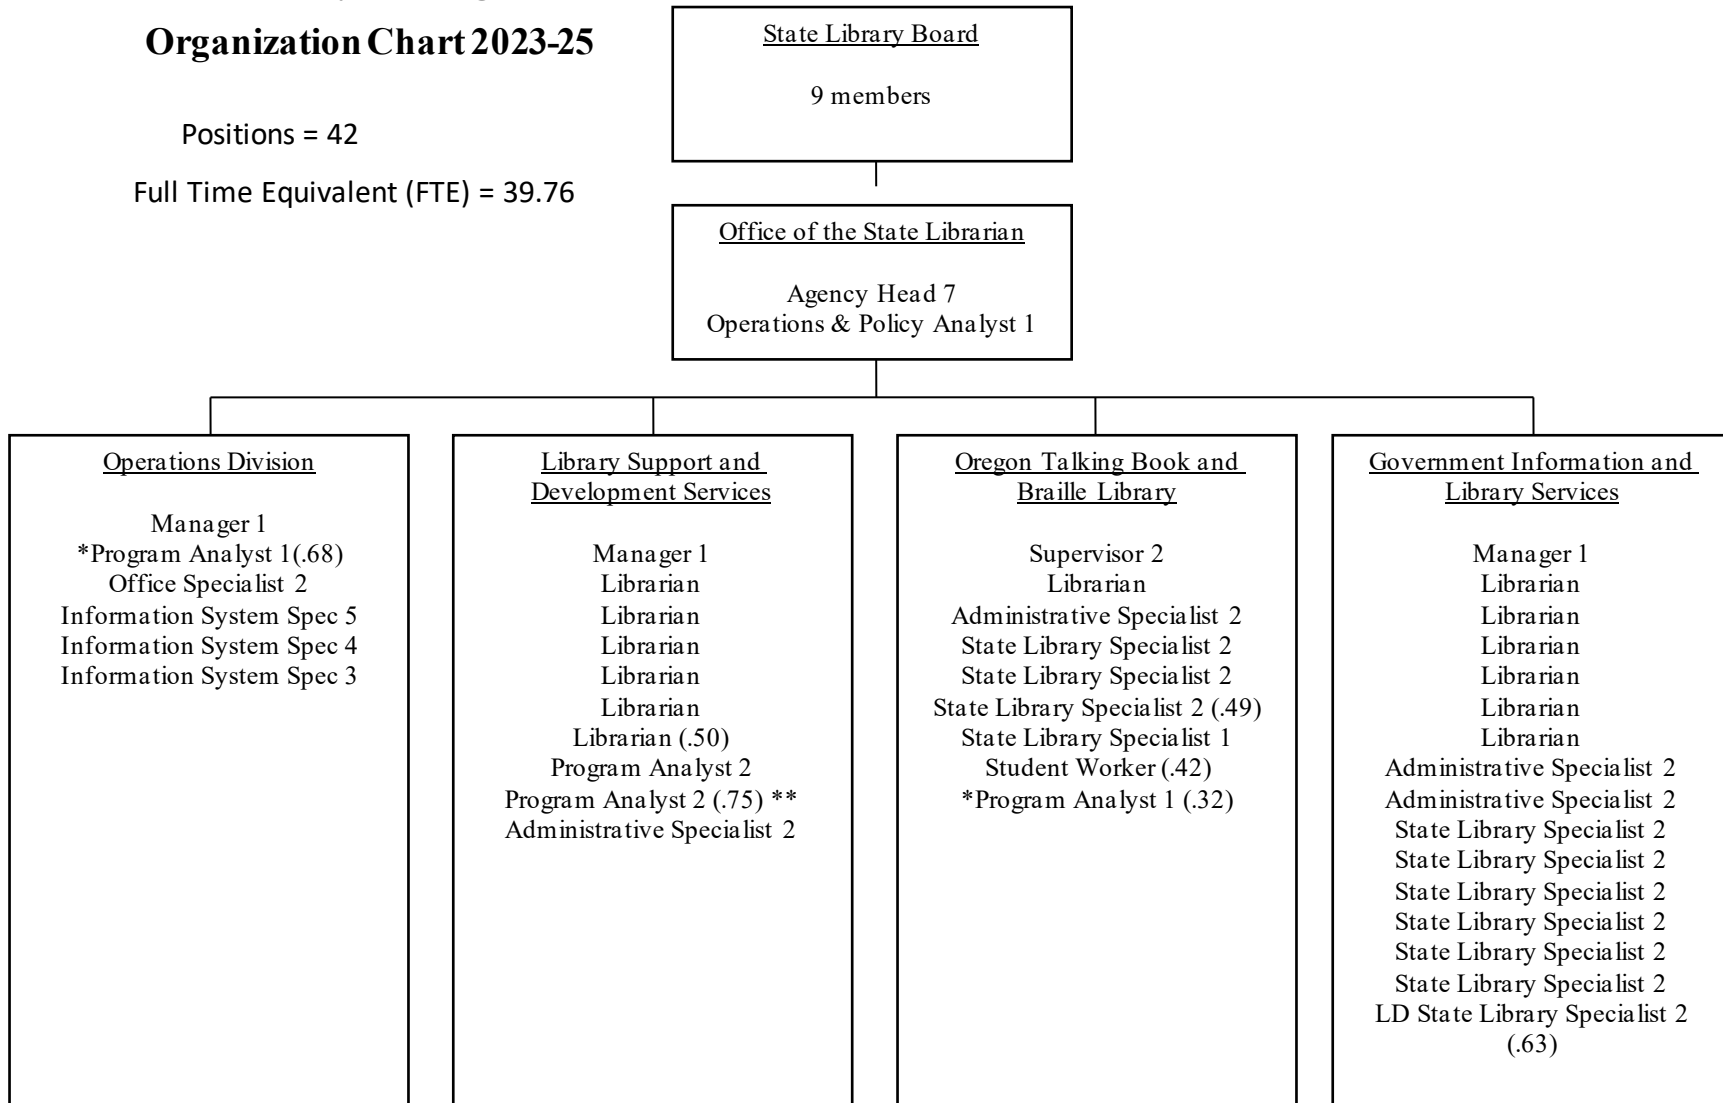 Organization Chart 2023-25
Positions = 42
Full Time Equivalent (FTE) = 39.76
State Library Board
9 members
Office of the State Librarian
Agency Head 7
Operations & Policy Analyst 1
Operations Division
Manager 1
*Program Analyst 1(.68)
Office Specialist 2
Information System Spec 5
Information System Spec 4
Information System Spec 3
Library Support and
Development Services
Manager 1
Librarian
Librarian
Librarian
Librarian
Librarian
Librarian (.50)
Program Analyst 2
Program Analyst 2 (.75) **
Administrative Specialist 2
Oregon Talking Book and
Braille Library
Supervisor 2
Librarian
Administrative Specialist 2
State Library Specialist 2
State Library Specialist 2
State Library Specialist 2 (.49)
State Library Specialist 1
Student Worker (.42)
*Program Analyst 1 (.32)
Government Information and
Library Services
Manager 1
Librarian
Librarian
Librarian
Librarian
Librarian
Librarian
Administrative Specialist 2
Administrative Specialist 2
State Library Specialist 2
State Library Specialist 2
State Library Specialist 2
State Library Specialist 2
State Library Specialist 2
State Library Specialist 2
LD State Library Specialist 2
(.63)